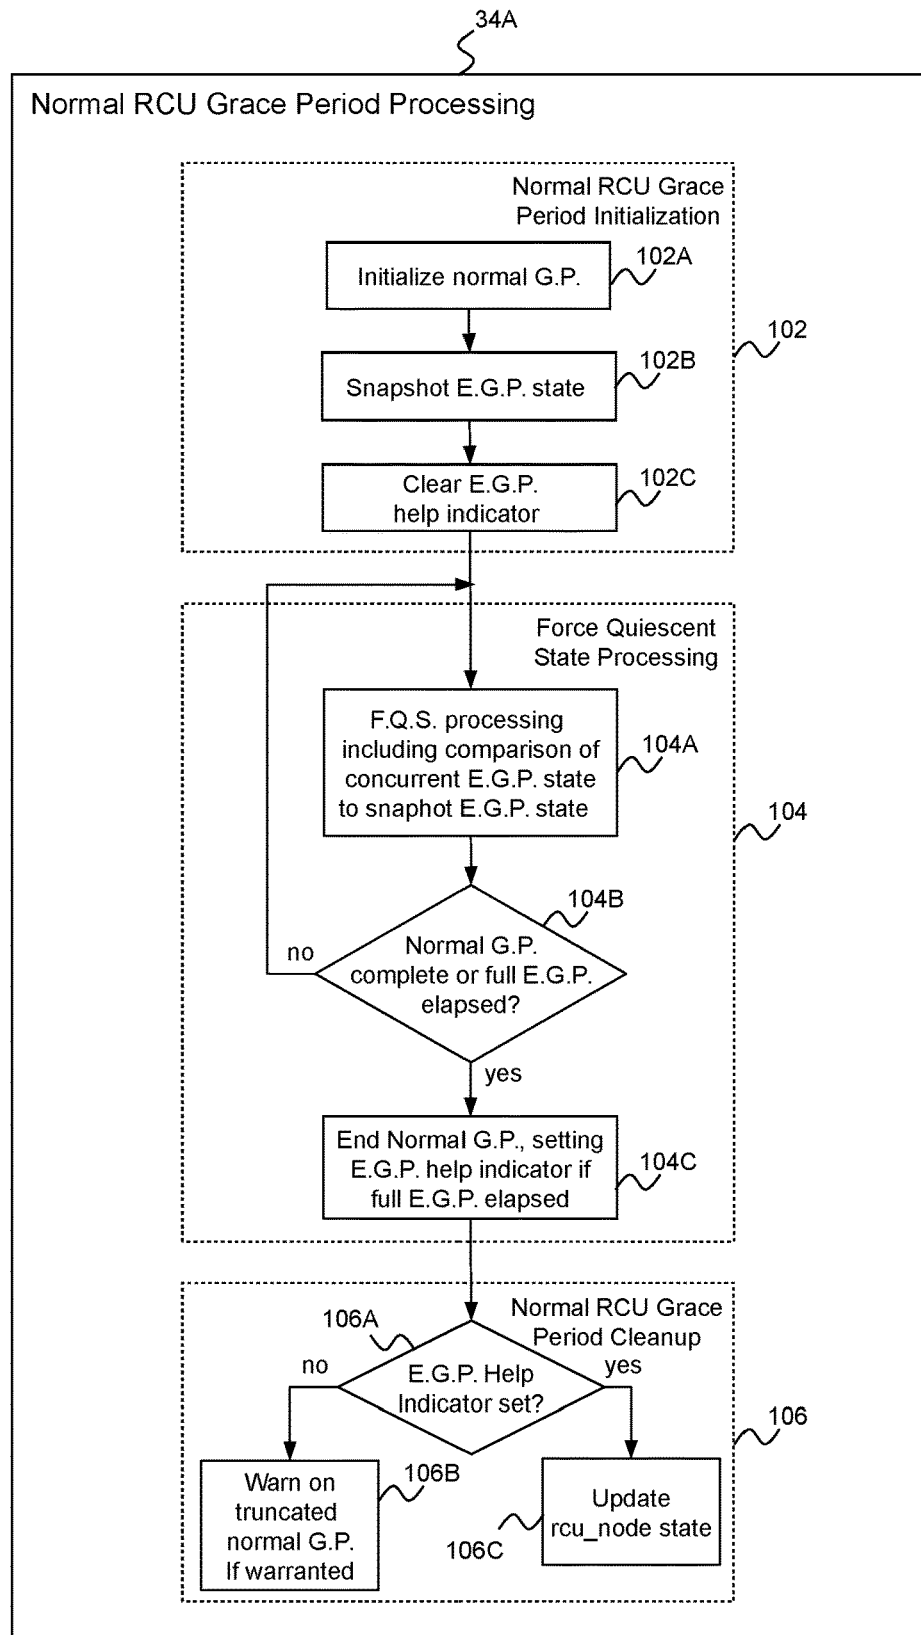 34A
Normal RCU Grace Period Processing
Normal RCU Grace
Period Initialization
102A
Initialize normal G.P.
102
102B
Snapshot E.G.P. state
102C
Clear E.G.P.
help indicator
Force Quiescent
State Processing
F.Q.S. processing
including comparison of
concurrent E.G.P. state
to snaphot E.G.P. state
104A
104
104B
no
Normal G.P.
complete or full E.G.P.
elapsed?
yes
End Normal G.P., setting
E.G.P. help indicator if
full E.G.P. elapsed
104C
Normal RCU Grace
Period Cleanup
106A
no
yes
E.G.P. Help
Indicator set?
106
106B
Warn on
truncated
normal G.P.
If warranted
Update
rcu_node state
106C